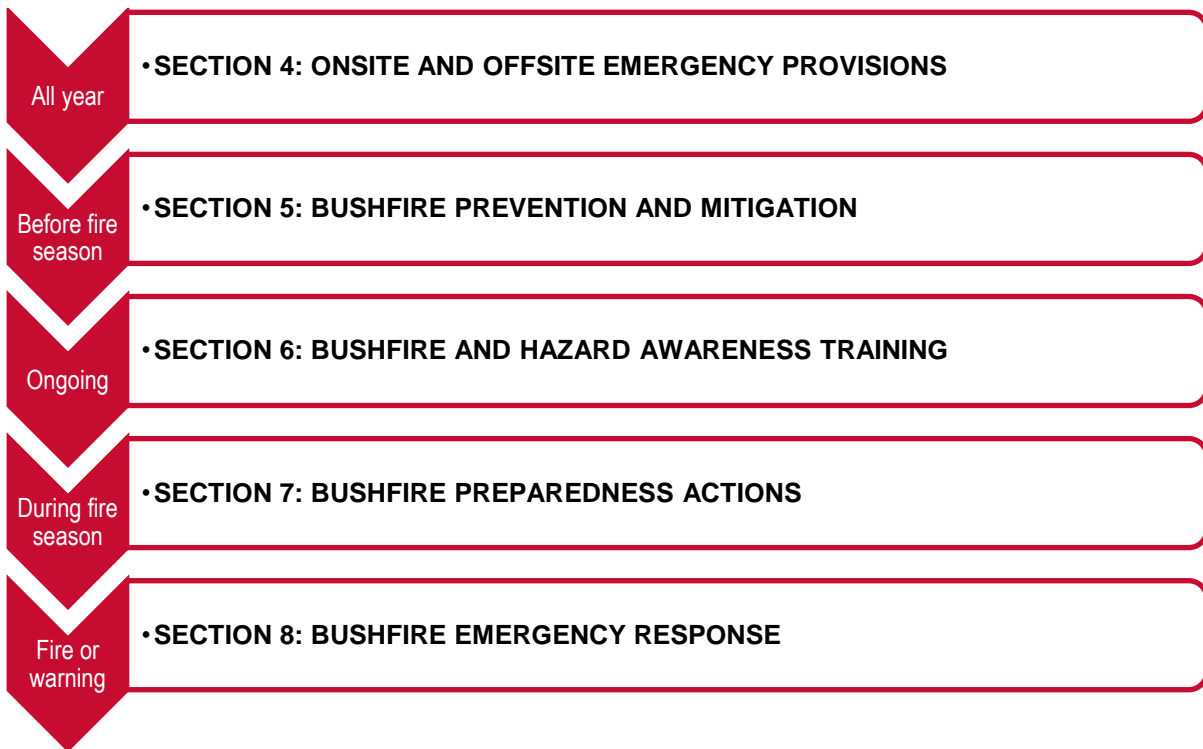 All year
• SECTION 4: ONSITE AND OFFSITE EMERGENCY PROVISIONS
Before fire
season
• SECTION 5: BUSHFIRE PREVENTION AND MITIGATION
Ongoing
• SECTION 6: BUSHFIRE AND HAZARD AWARENESS TRAINING
During fire
season
• SECTION 7: BUSHFIRE PREPAREDNESS ACTIONS
Fire or
warning
• SECTION 8: BUSHFIRE EMERGENCY RESPONSE